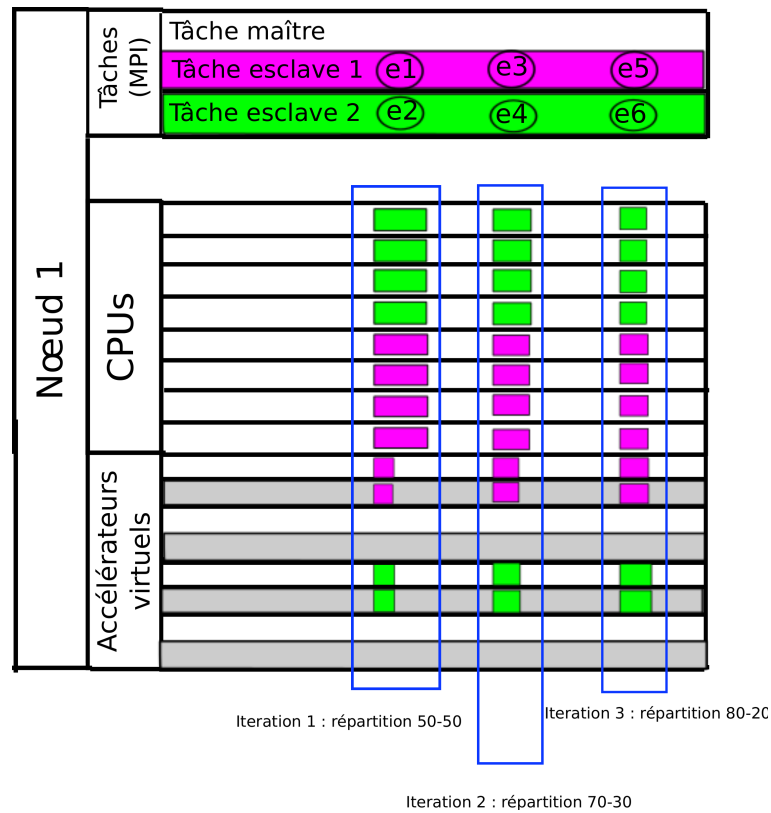 Nœud 1
Tâches
(MPI)
Tâche maître
Tâche esclave 1 e1 e3 e5
Tâche esclave 2 e2 e4 e6
CPUs
Accélérateurs
virtuels
Iteration 1 : répartition 50-50
Iteration 3 : répartition 80-20
Iteration 2 : répartition 70-30